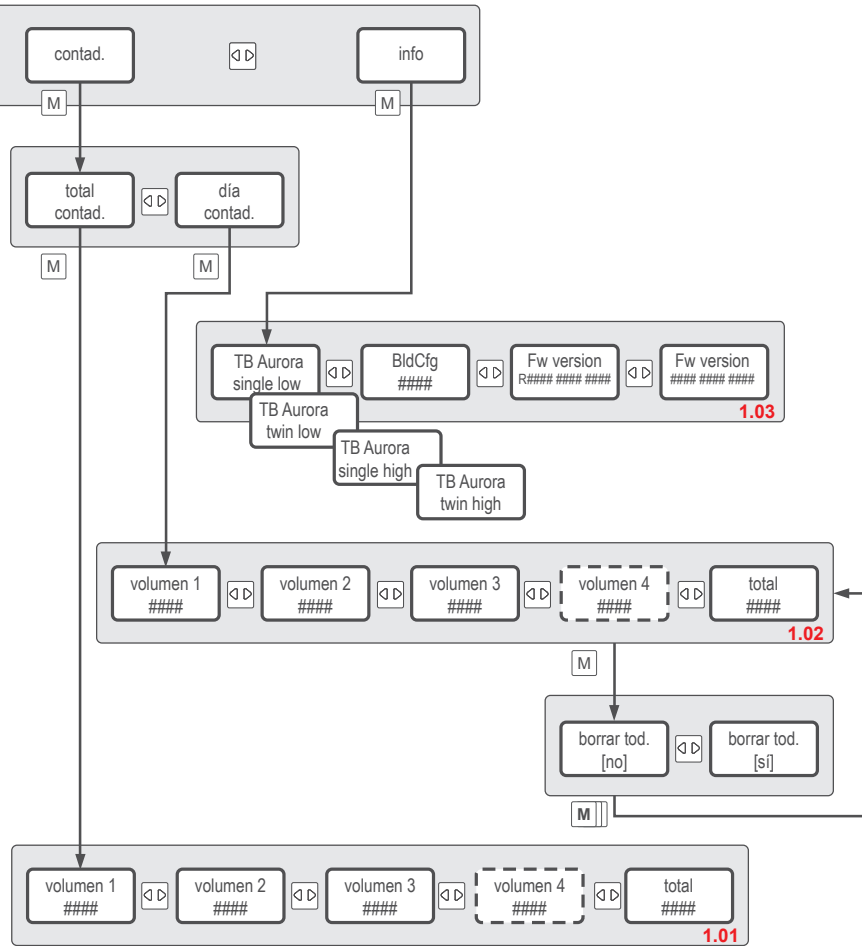 contad.
info
M
M
total
contad.
día
contad.
M
M
TB Aurora
single low
BldCfg
####
Fw version
R#### #### ####
Fw version
#### #### ####
1.03
TB Aurora
twin low
TB Aurora
single high
TB Aurora
twin high
volumen 1
####
volumen 2
####
volumen 3
####
volumen 4
####
total
####
1.02
M
borrar tod.
[no]
borrar tod.
[sí]
M
volumen 1
####
volumen 2
####
volumen 3
####
volumen 4
####
total
####
1.01